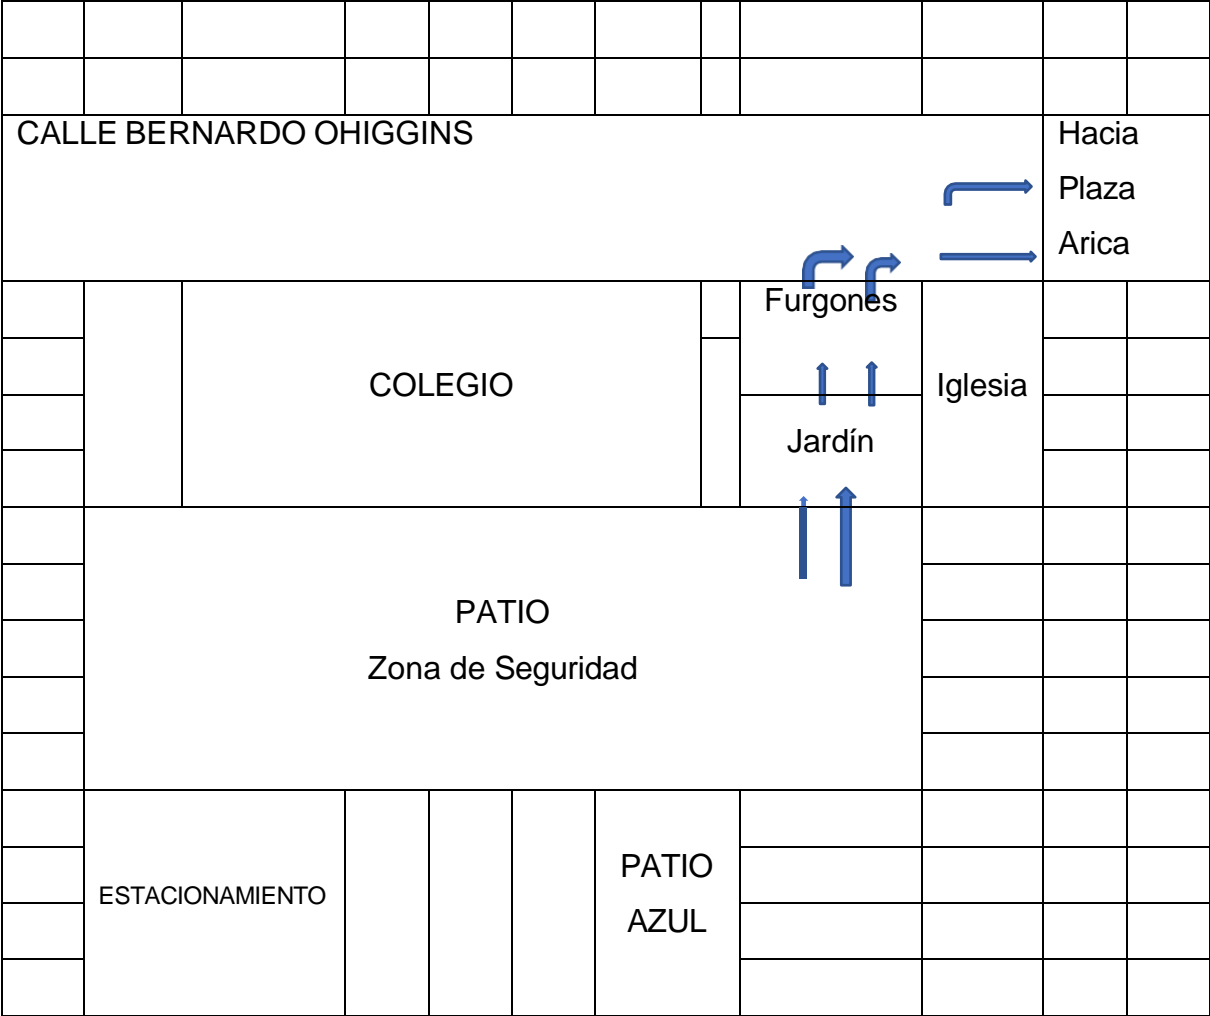 CALLE BERNARDO OHIGGINS
Hacia
Plaza
Arica
Furgones
COLEGIO
Iglesia
Jardín
PATIO
Zona de Seguridad
ESTACIONAMIENTO
PATIO
AZUL